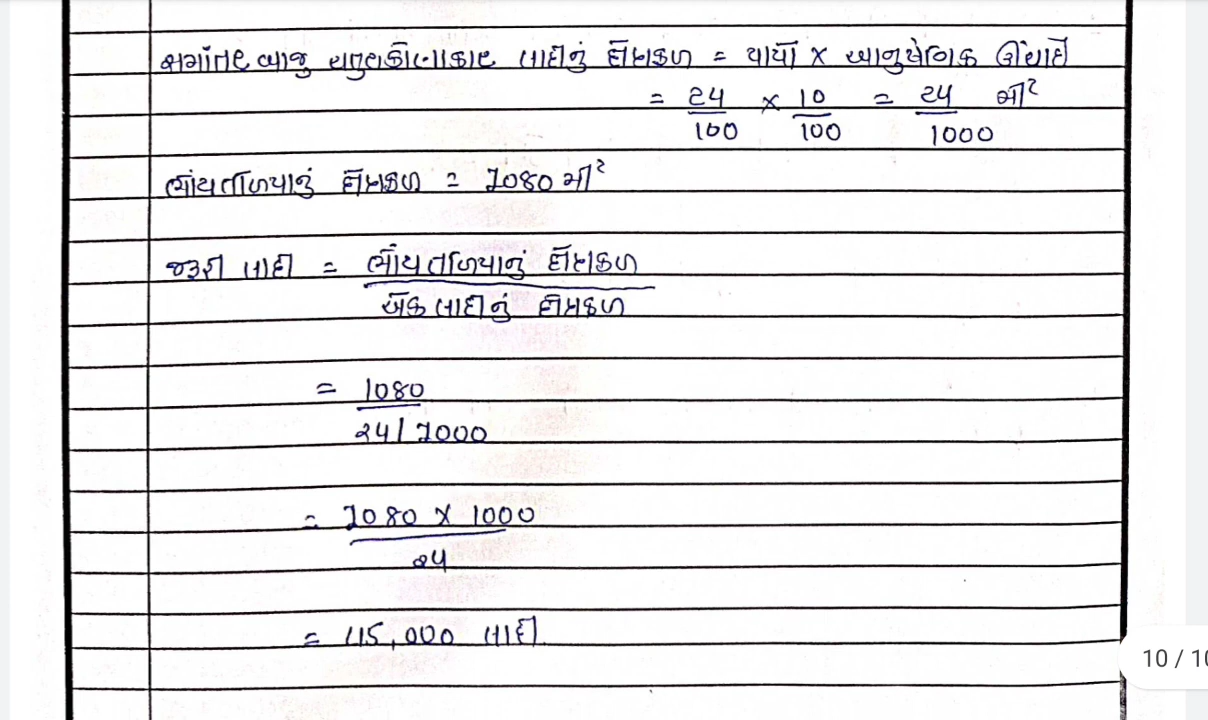 સમાંતર બાજુ ચતુષ્કોણાકાર લાદીનું ક્ષેત્રફળ = પાયો × આનુષંગિક ઊંચાઈ
= 24/100 × 10/100 = 24/1000 મી²
ભોંયતળિયાનું ક્ષેત્રફળ = 1080 મી²
જરૂરી લાદી = ભોંયતળિયાનું ક્ષેત્રફળ
એક લાદીનું ક્ષેત્રફળ
= 1080
24/1000
= 1080 × 1000
24
= 45,000 લાદી.
10 / 10